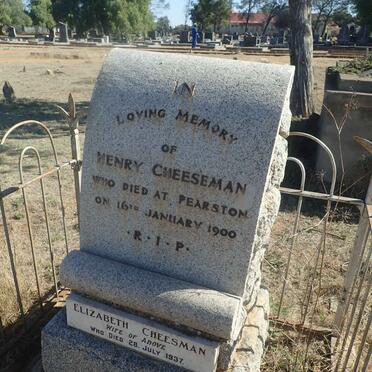 IN
LOVING MEMORY
OF
HENRY CHEESEMAN
WHO DIED AT PEARSTON
ON 16TH JANUARY 1900
· R · I · P ·
ELIZABETH CHEESMAN
WIFE OF ABOVE
WHO DIED 28 JULY 1937